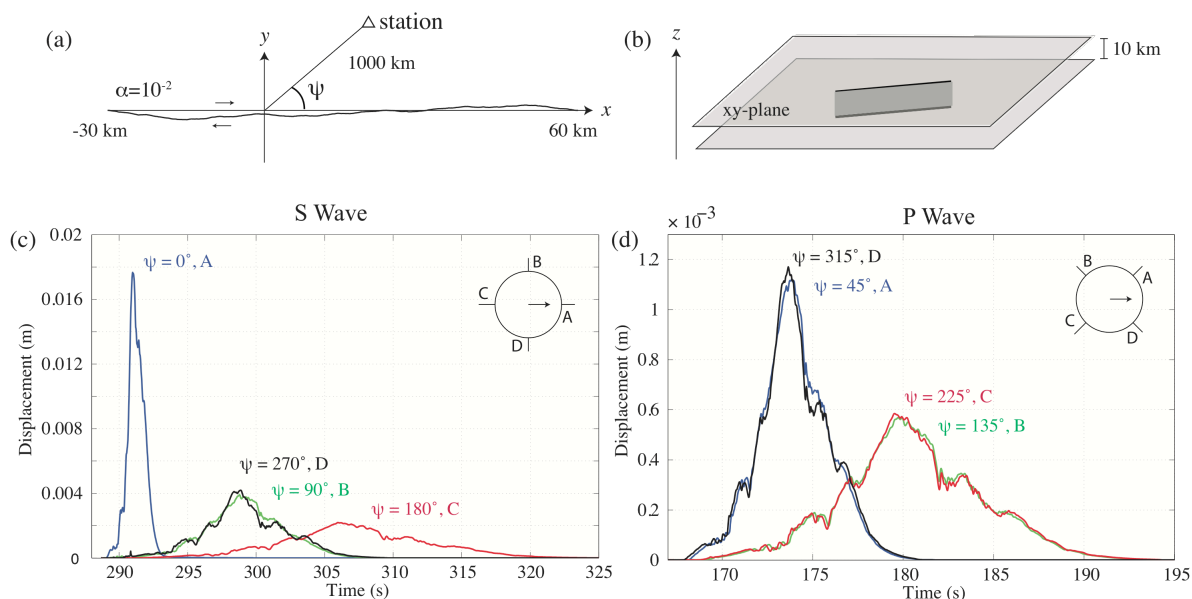 (a)
y
station
1000 km
α=10⁻²
ψ
x
-30 km
60 km
(b)
z
10 km
xy-plane
S Wave
(c)
0.02
0.016
0.012
0.008
0.004
0
Displacement (m)
ψ = 0°, A
ψ = 270°, D
ψ = 90°, B
ψ = 180°, C
B
C
A
D
290
295
300
305
310
315
320
325
Time (s)
P Wave
(d)
× 10⁻³
12
1
0.8
0.6
0.4
0.2
0
Displacement (m)
ψ = 315°, D
ψ = 45°, A
ψ = 225°, C
ψ = 135°, B
B
A
C
D
170
175
180
185
190
195
Time (s)